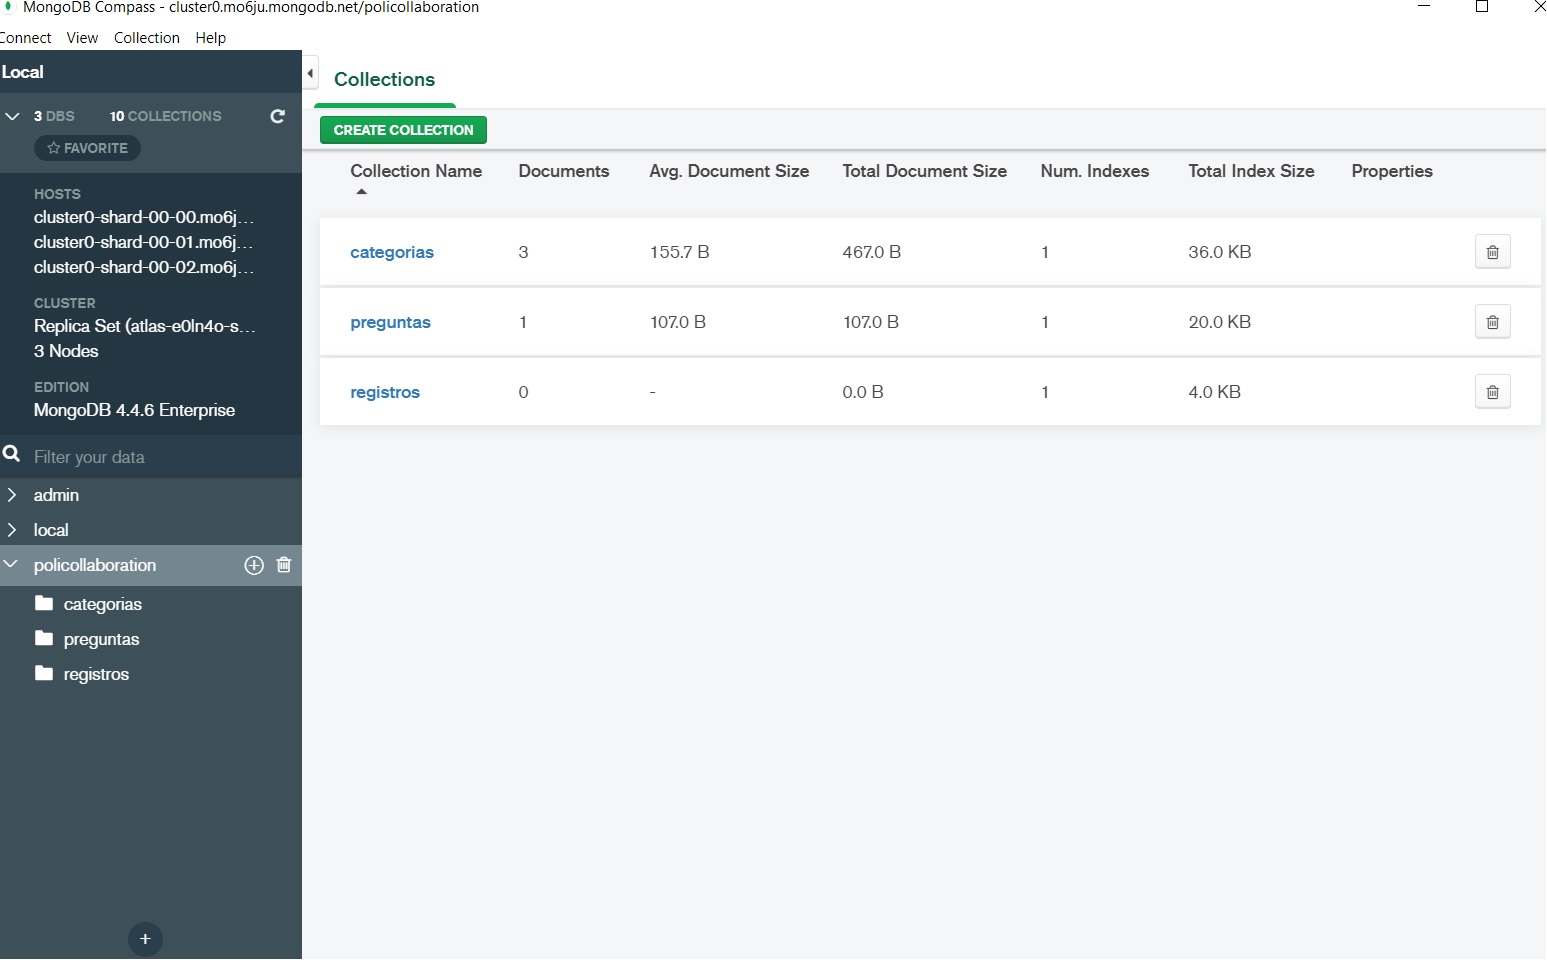 MongoDB Compass - cluster0.mo6ju.mongodb.net/policollaboration
Connect View Collection Help
Local
3 DBS 10 COLLECTIONS
FAVORITE
HOSTS
cluster0-shard-00-00.mo6j...
cluster0-shard-00-01.mo6j...
cluster0-shard-00-02.mo6j...
CLUSTER
Replica Set (atlas-e0ln4o-s...
3 Nodes
EDITION
MongoDB 4.4.6 Enterprise
Filter your data
admin
local
policollaboration
categorias
preguntas
registros
+
Collections
CREATE COLLECTION
Collection Name Documents Avg. Document Size Total Document Size Num. Indexes Total Index Size Properties
categorias 3 155.7 B 467.0 B 1 36.0 KB
preguntas 1 107.0 B 107.0 B 1 20.0 KB
registros 0 - 0.0 B 1 4.0 KB